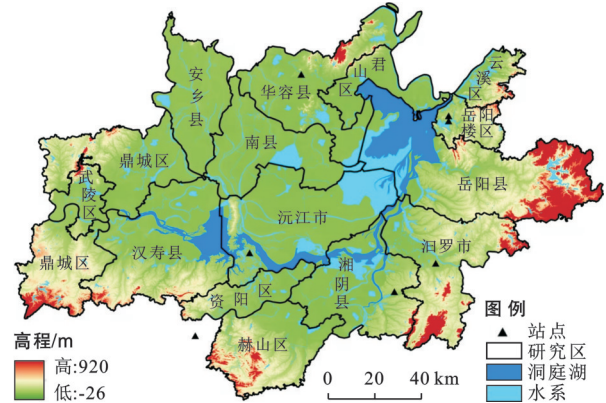 安乡县
华容县
君山区
云溪区
岳阳楼区
南县
鼎城区
武陵区
岳阳县
沅江市
汉寿县
鼎城区
汨罗市
湘阴县
资阳区
赫山区
高程/m
高:920
低:-26
0 20 40 km
图例
站点
研究区
洞庭湖
水系